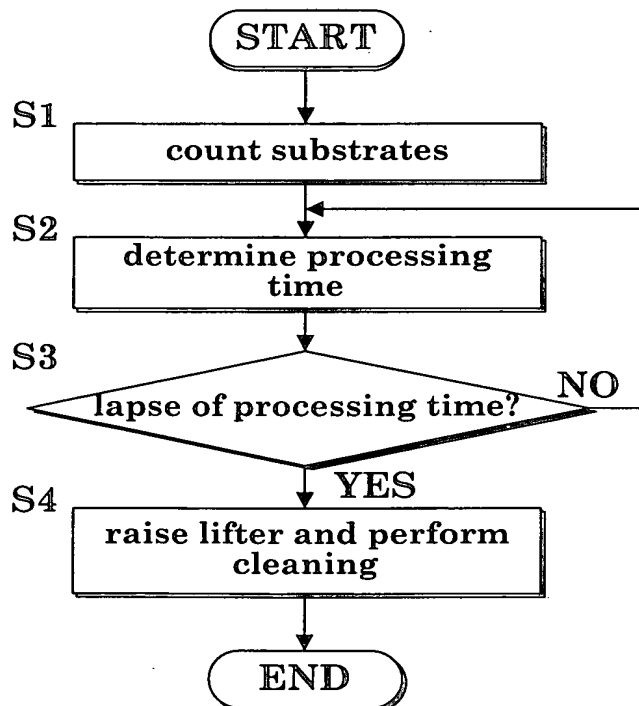 START
S1
count substrates
S2
determine processing
time
S3
lapse of processing time?
NO
YES
S4
raise lifter and perform
cleaning
END